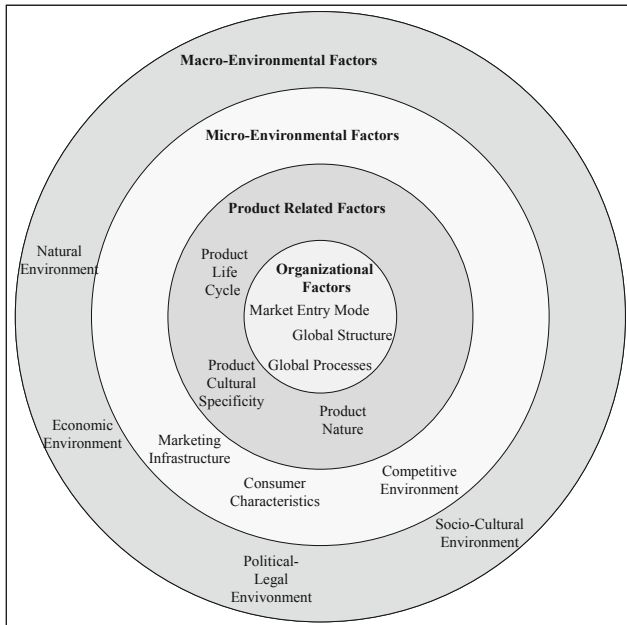 Macro-Environmental Factors
Micro-Environmental Factors
Product Related Factors
Natural
Environment
Product
Life
Cycle
Organizational
Factors
Market Entry Mode
Global Structure
Global Processes
Product
Cultural
Specificity
Product
Nature
Economic
Environment
Marketing
Infrastructure
Consumer
Characteristics
Competitive
Environment
Socio-Cultural
Environment
Political-
Legal
Envivonment